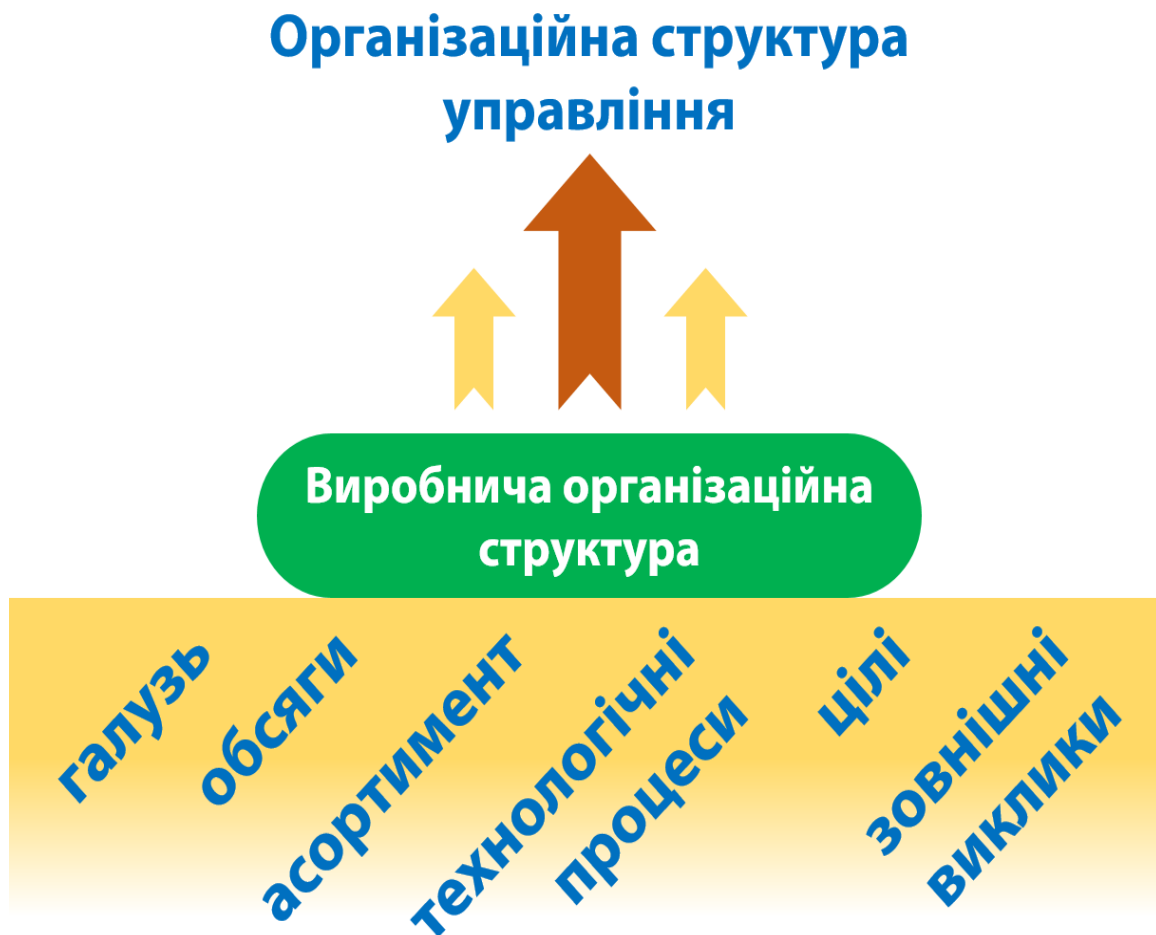 Організаційна структура
управління
Виробнича організаційна
структура
галузь
обсяги
асортимент
технологічні
процеси
цілі
зовнішні
виклики